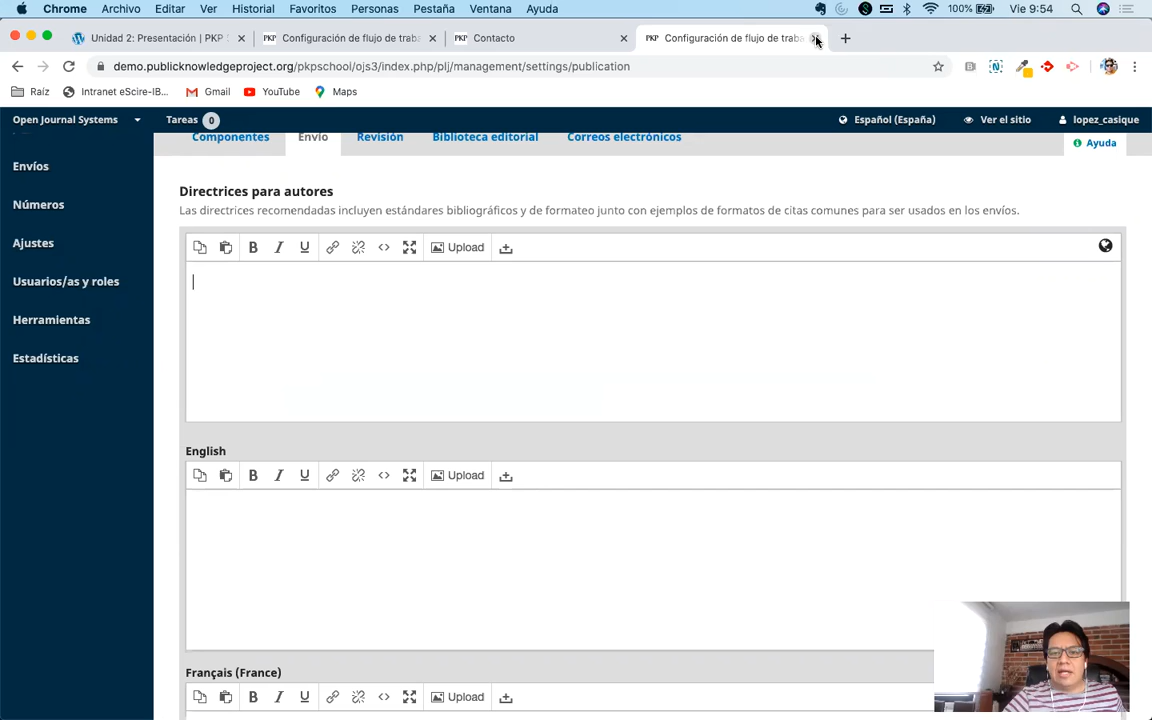 Chrome Archivo Editar Ver Historial Favoritos Personas Pestaña Ventana Ayuda 100% Vie 9:54
Unidad 2: Presentación | PKP Configuración de flujo de traba Contacto Configuración de flujo de traba
demo.publicknowledgeproject.org/pkpschool/ojs3/index.php/plj/management/settings/publication
Raíz Intranet eScire-IB... Gmail YouTube Maps
Open Journal Systems Tareas 0 Español (España) Ver el sitio lopez_casique
Componentes Envío Revisión Biblioteca editorial Correos electrónicos
Ayuda
Envíos
Números
Ajustes
Usuarios/as y roles
Herramientas
Estadísticas
Directrices para autores
Las directrices recomendadas incluyen estándares bibliográficos y de formateo junto con ejemplos de formatos de citas comunes para ser usados en los envíos.
B I U Upload
English
B I U Upload
Français (France)
B I U Upload